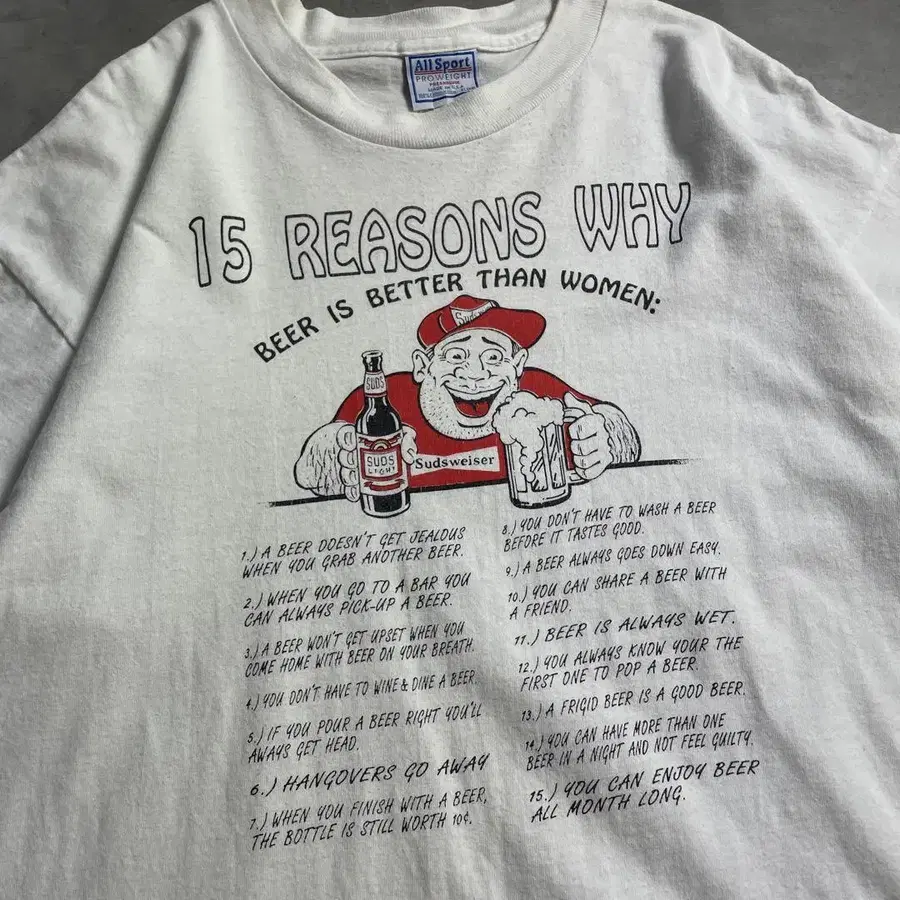 All Sport
PROWEIGHT
MADE IN U.S.A.
15 REASONS WHY
BEER IS BETTER THAN WOMEN:
SUDS
SUDS
LIGHT
Sudsweiser
1.) A BEER DOESN'T GET JEALOUS
WHEN YOU GRAB ANOTHER BEER.
2.) WHEN YOU GO TO A BAR YOU
CAN ALWAYS PICK-UP A BEER.
3.) A BEER WON'T GET UPSET WHEN YOU
COME HOME WITH BEER ON YOUR BREATH.
4.) YOU DON'T HAVE TO WINE & DINE A BEER.
5.) IF YOU POUR A BEER RIGHT YOU'LL
AWAYS GET HEAD.
6.) HANGOVERS GO AWAY
7.) WHEN YOU FINISH WITH A BEER,
THE BOTTLE IS STILL WORTH 10¢.
8.) YOU DON'T HAVE TO WASH A BEER
BEFORE IT TASTES GOOD.
9.) A BEER ALWAYS GOES DOWN EASY.
10.) YOU CAN SHARE A BEER WITH
A FRIEND.
11.) BEER IS ALWAYS WET.
12.) YOU ALWAYS KNOW YOUR THE
FIRST ONE TO POP A BEER.
13.) A FRIGID BEER IS A GOOD BEER.
14.) YOU CAN HAVE MORE THAN ONE
BEER IN A NIGHT AND NOT FEEL GUILTY.
15.) YOU CAN ENJOY BEER
ALL MONTH LONG.